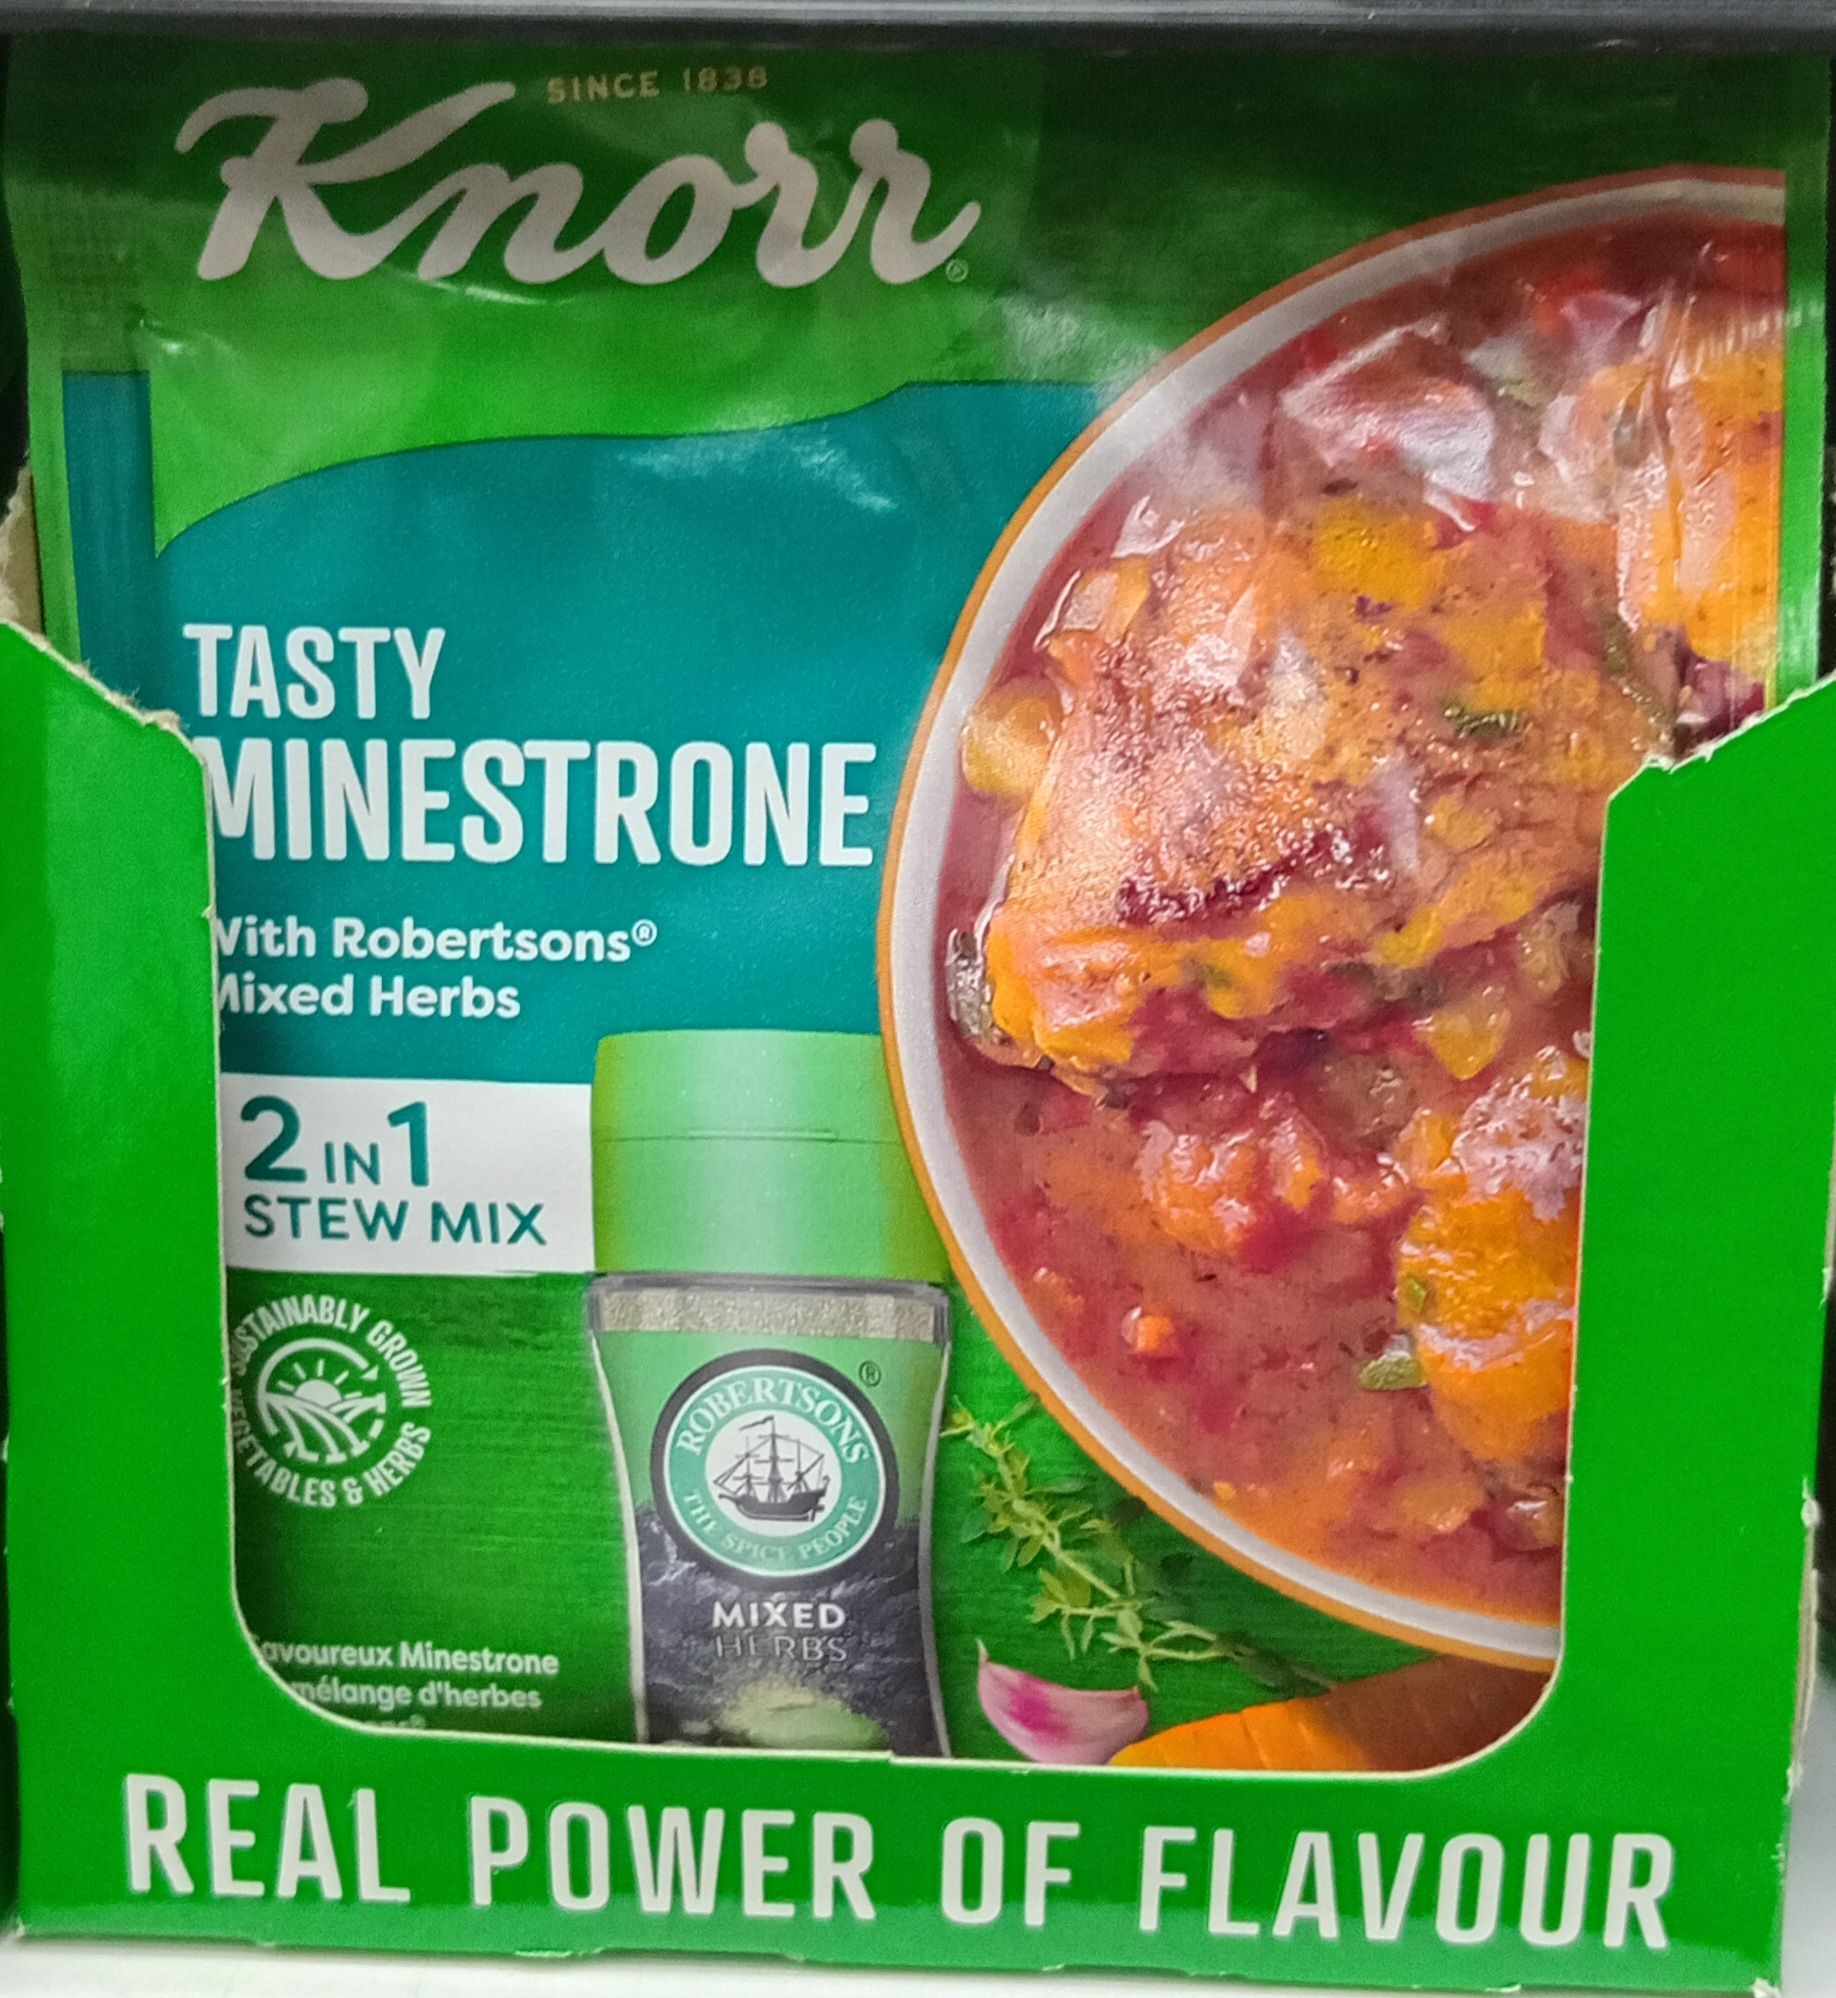 SINCE 1838
Knorr®
TASTY
MINESTRONE
With Robertsons®
Mixed Herbs
2 IN 1
STEW MIX
SUSTAINABLY GROWN
VEGETABLES & HERBS
ROBERTSONS®
THE SPICE PEOPLE
MIXED
HERBS
Savoureux Minestrone
mélange d'herbes
REAL POWER OF FLAVOUR